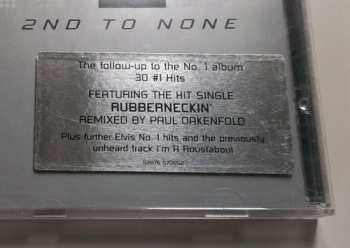 2ND TO NONE
The follow-up to the No. 1 album
30 #1 Hits
FEATURING THE HIT SINGLE
RUBBERNECKIN'
REMIXED BY PAUL OAKENFOLD
Plus further Elvis No. 1 hits and the previously
unheard track I'm A Roustabout